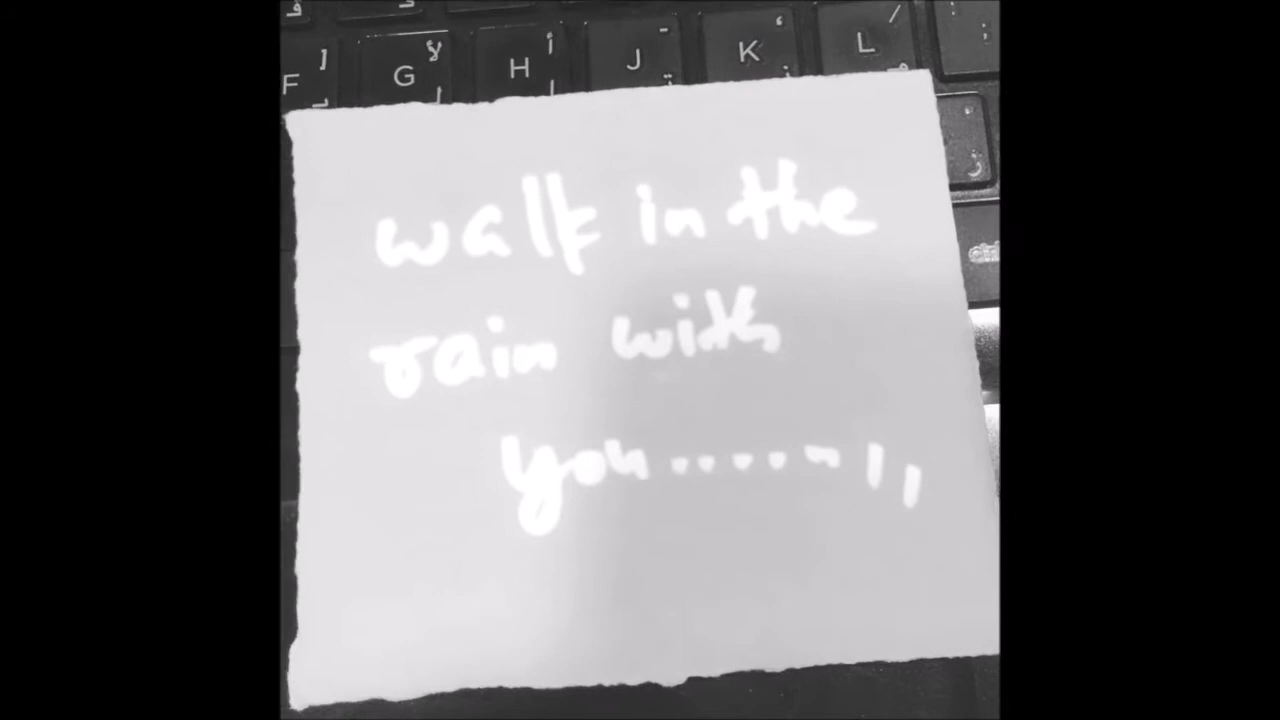 F G H J K L
walk in the
rain with
you........,,